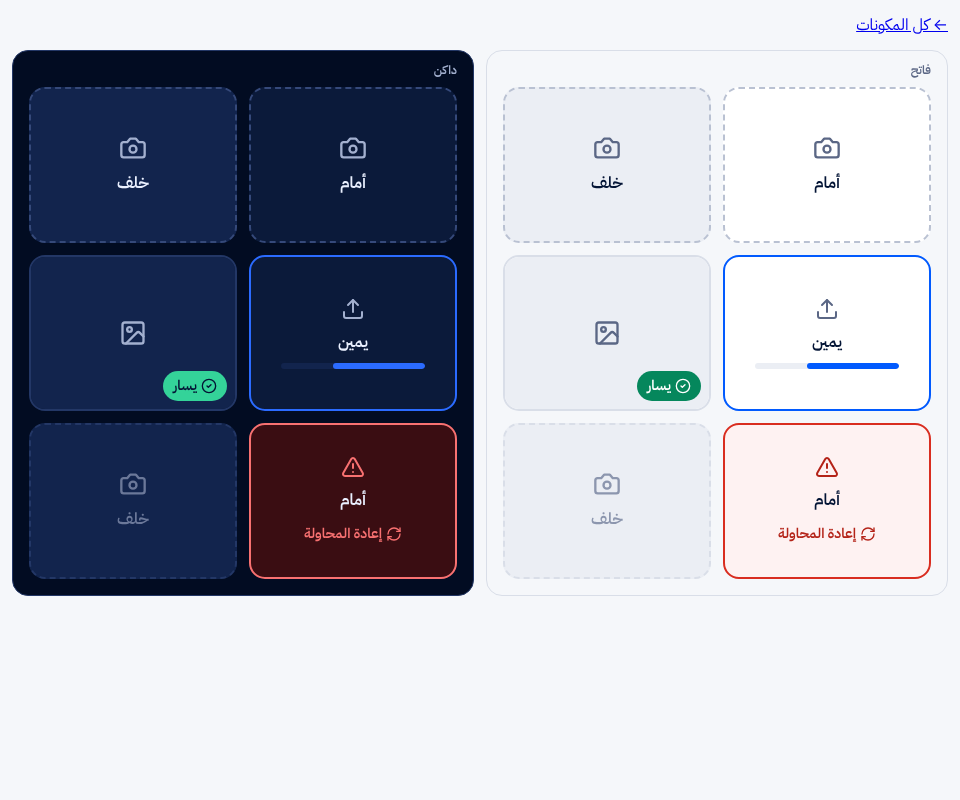 ← كل المكونات
فاتح
أمام
خلف
يمين
يسار
أمام
إعادة المحاولة
خلف
داكن
أمام
خلف
يمين
يسار
أمام
إعادة المحاولة
خلف